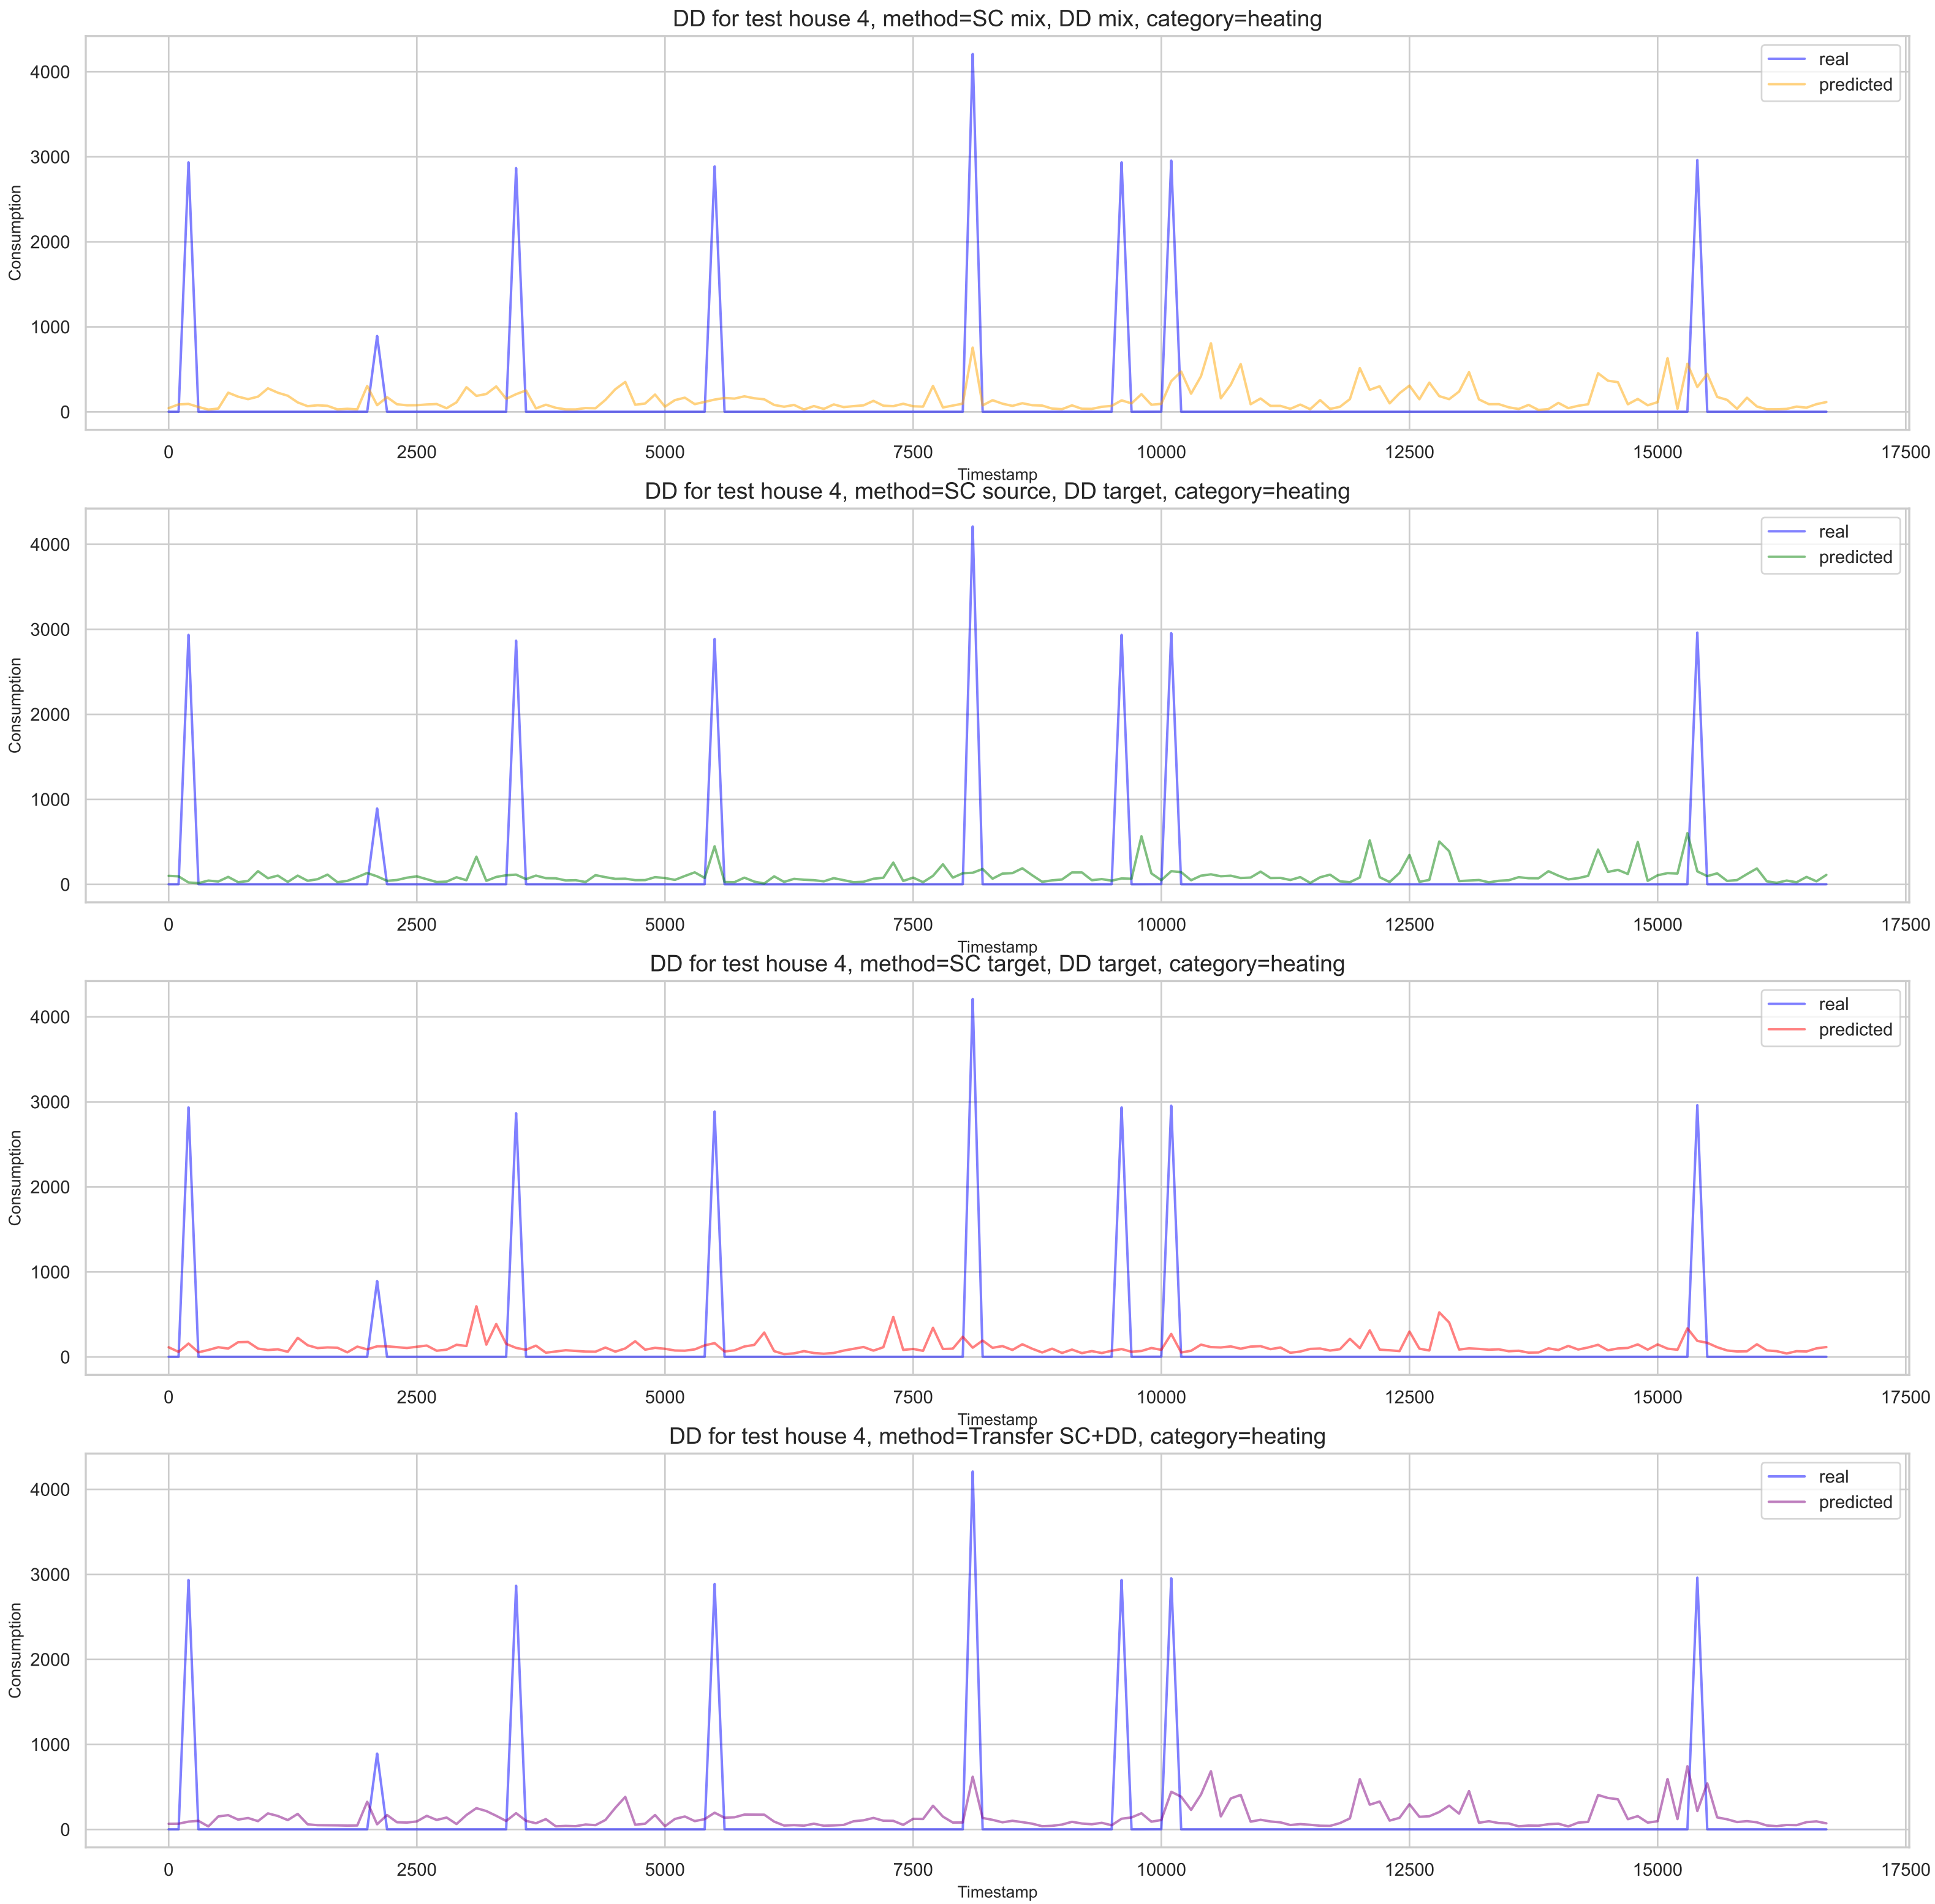 DD for test house 4, method=SC mix, DD mix, category=heating
real
predicted
Consumption
4000
3000
2000
1000
0
0 2500 5000 7500 10000 12500 15000 17500
Timestamp
DD for test house 4, method=SC source, DD target, category=heating
real
predicted
Consumption
4000
3000
2000
1000
0
0 2500 5000 7500 10000 12500 15000 17500
Timestamp
DD for test house 4, method=SC target, DD target, category=heating
real
predicted
Consumption
4000
3000
2000
1000
0
0 2500 5000 7500 10000 12500 15000 17500
Timestamp
DD for test house 4, method=Transfer SC+DD, category=heating
real
predicted
Consumption
4000
3000
2000
1000
0
0 2500 5000 7500 10000 12500 15000 17500
Timestamp